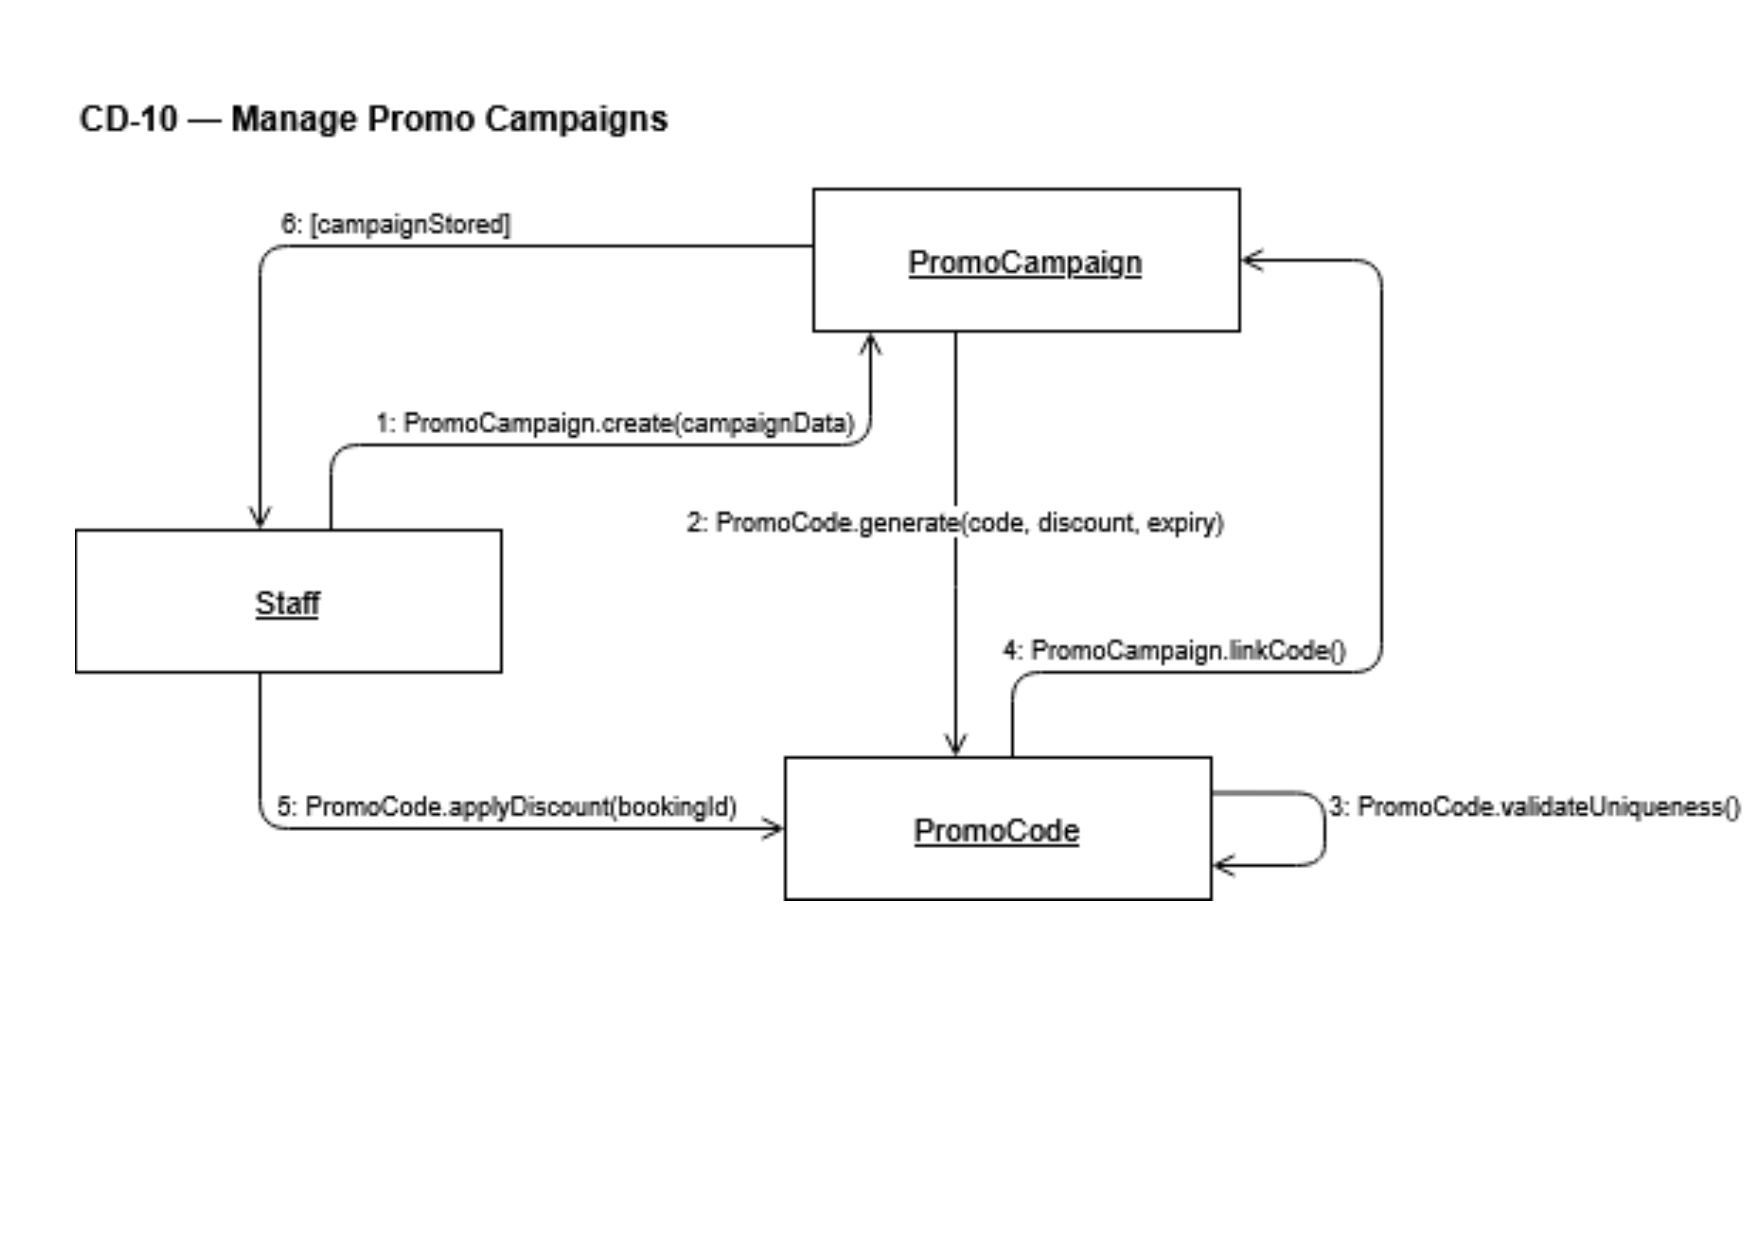 CD-10 — Manage Promo Campaigns
6: [campaignStored]
PromoCampaign
1: PromoCampaign.create(campaignData)
2: PromoCode.generate(code, discount, expiry)
Staff
4: PromoCampaign.linkCode()
5: PromoCode.applyDiscount(bookingId)
PromoCode
3: PromoCode.validateUniqueness()